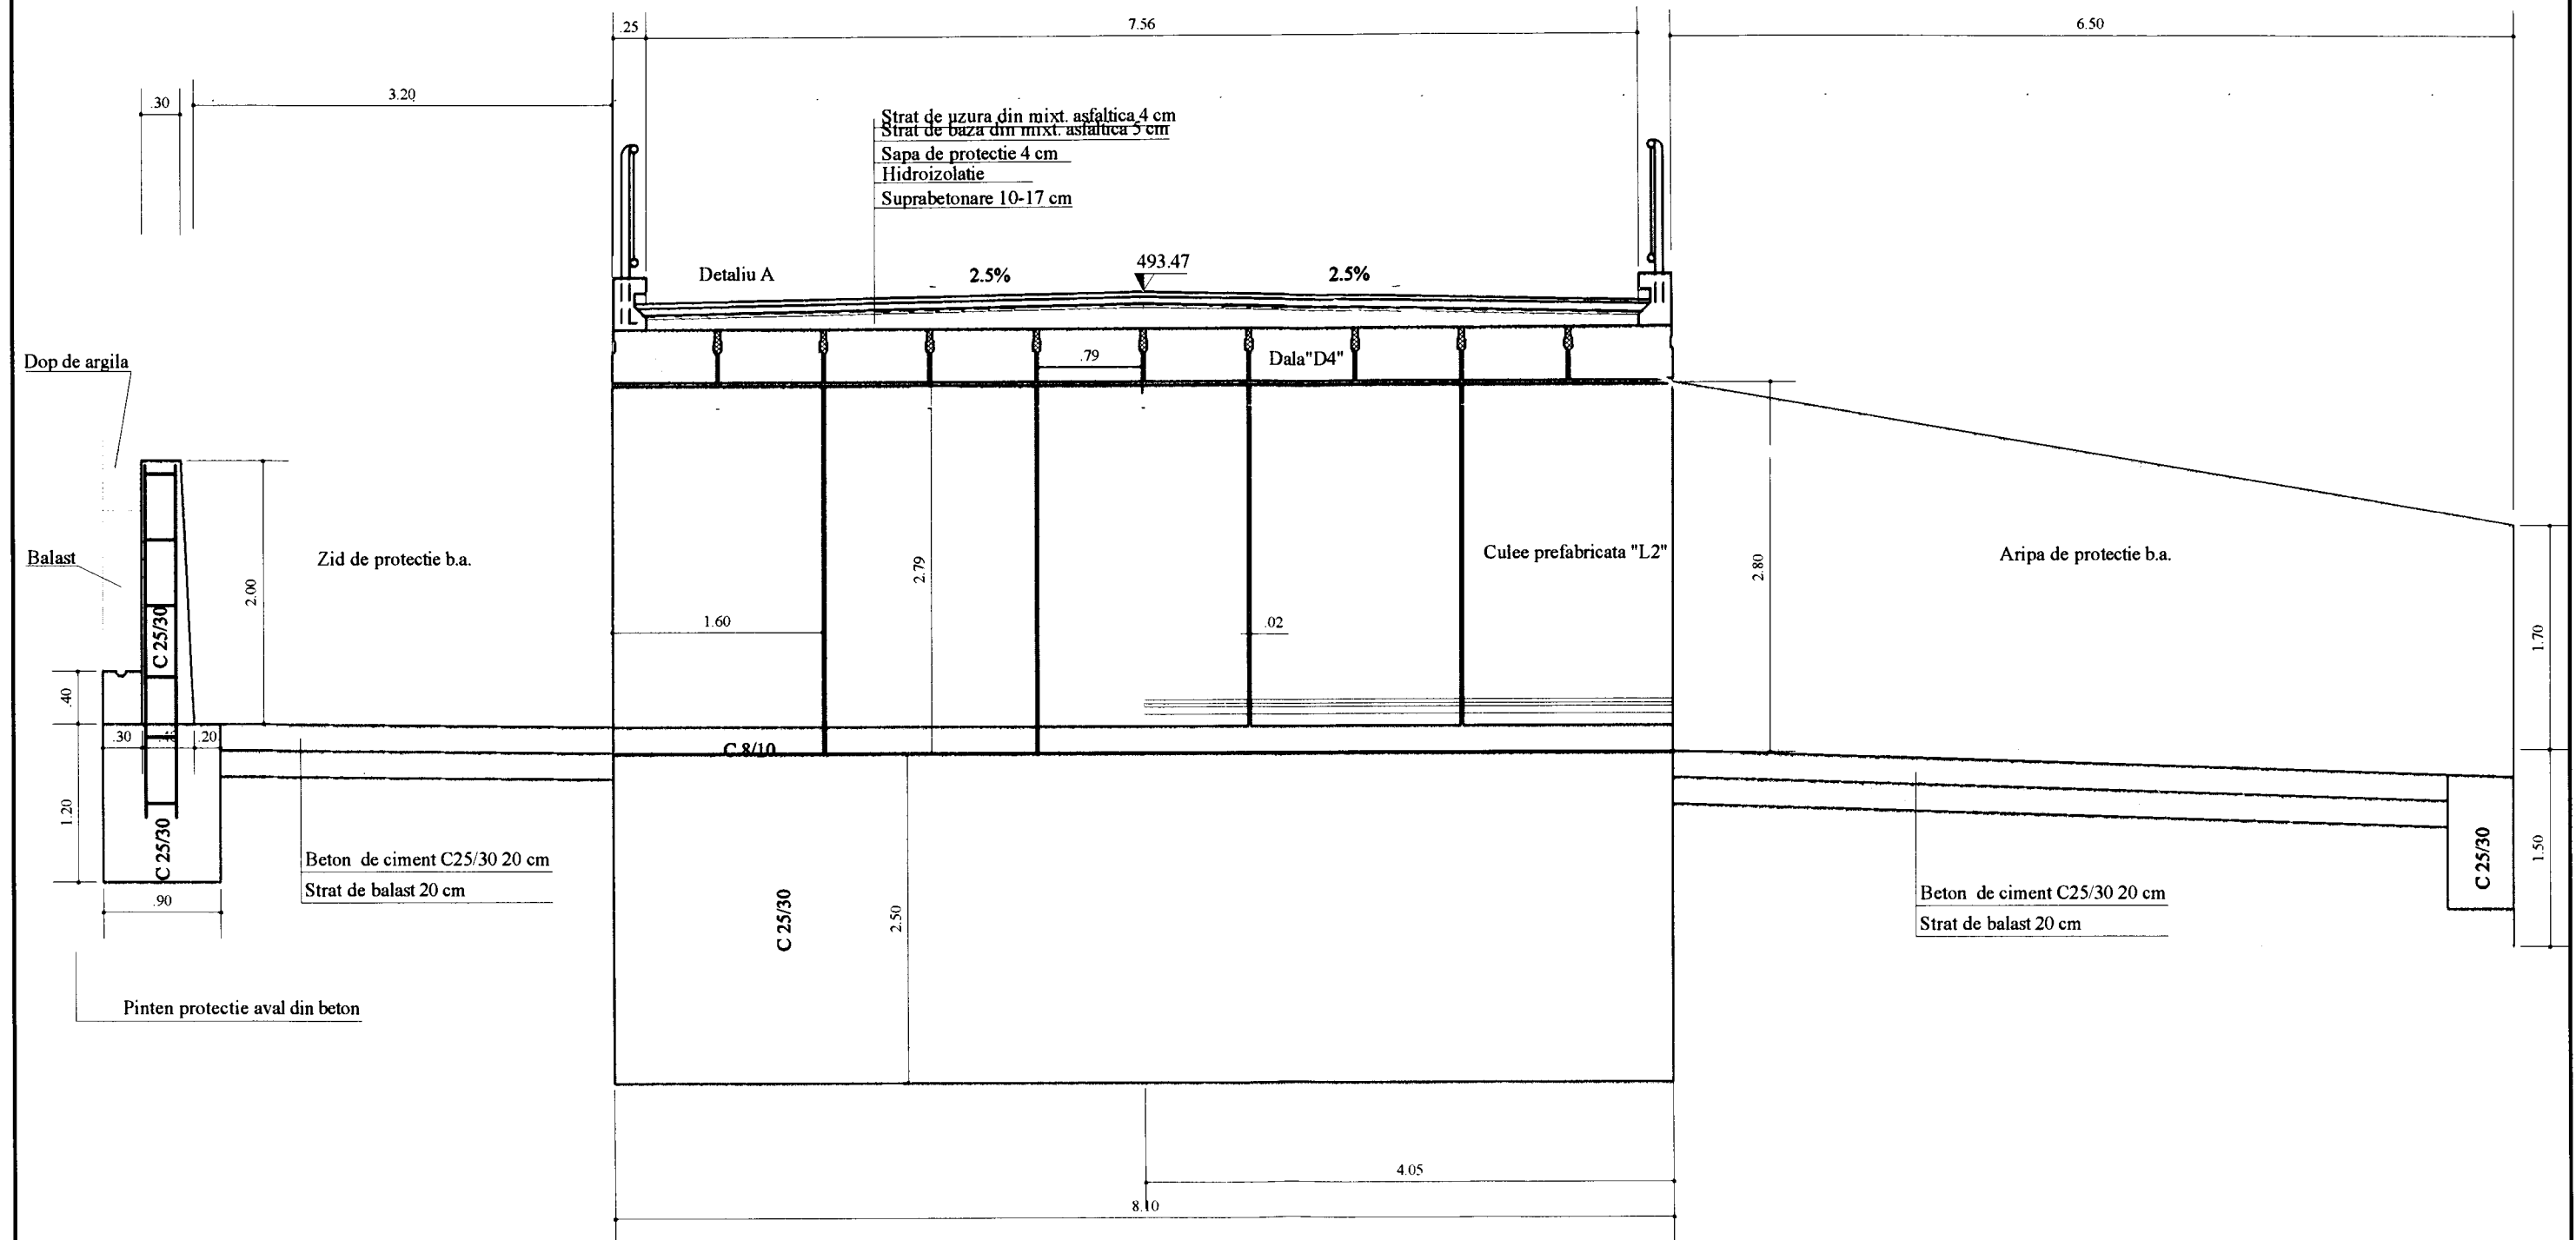 .25
7.56
6.50
.30
3.20
Strat de uzura din mixt. asfaltica 4 cm
Strat de baza din mixt. asfaltica 5 cm
Sapa de protectie 4 cm
Hidroizolatie
Suprabetonare 10-17 cm
Detaliu A
2.5%
493.47
2.5%
Dop de argila
.79
Dala"D4"
Balast
Zid de protectie b.a.
2.00
2.79
Culee prefabricata "L2"
2.80
Aripa de protectie b.a.
C 25/30
1.60
.02
1.70
.40
.30
.20
C 8/10
1.20
C 25/30
Beton de ciment C25/30 20 cm
Strat de balast 20 cm
.90
C 25/30
2.50
Beton de ciment C25/30 20 cm
Strat de balast 20 cm
C 25/30
1.50
Pinten protectie aval din beton
4.05
8.10